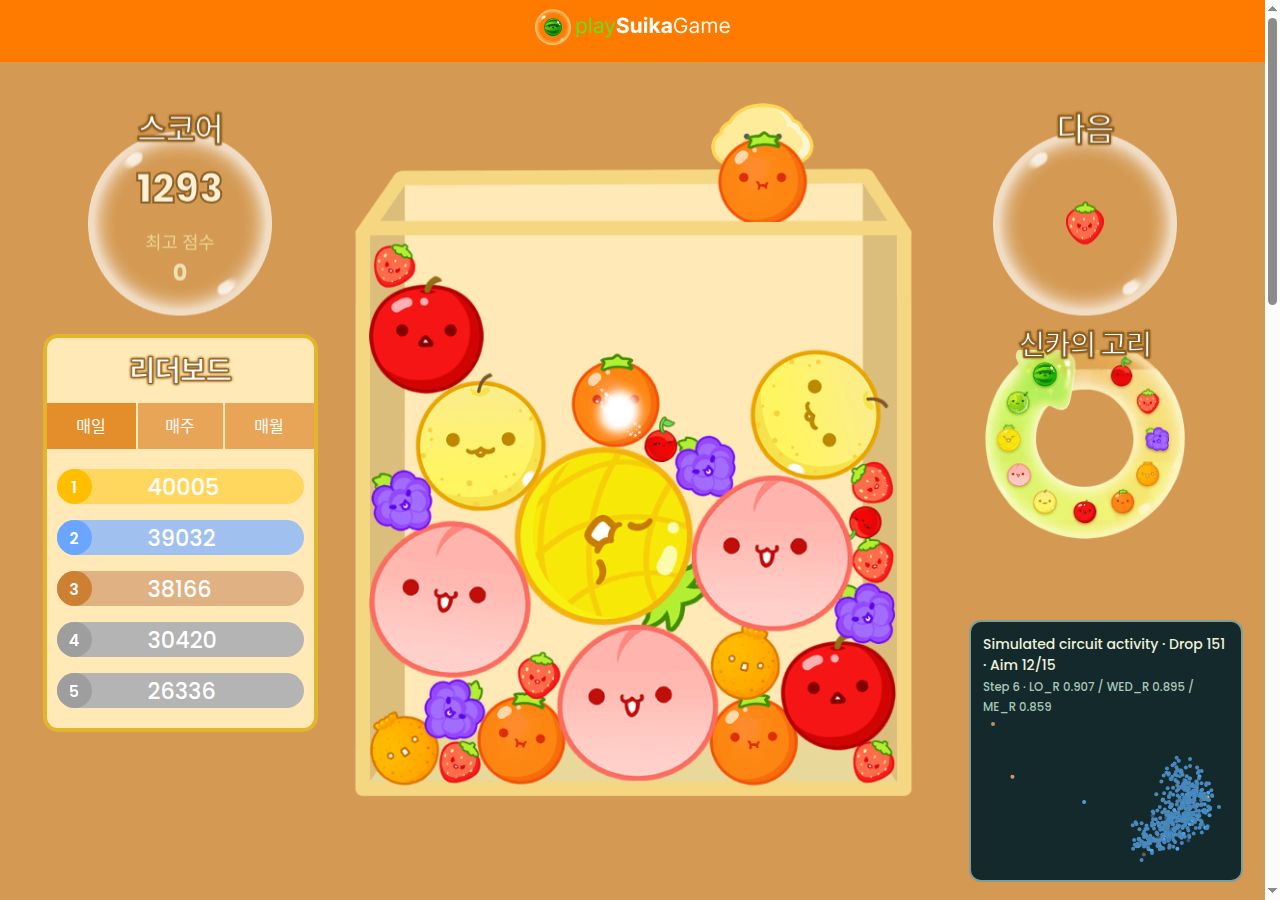 playSuikaGame
스코어
1293
최고 점수
0
리더보드
매일 매주 매월
1 40005
2 39032
3 38166
4 30420
5 26336
다음
신카의 고리
Simulated circuit activity · Drop 151
· Aim 12/15
Step 6 · LO_R 0.907 / WED_R 0.895 /
ME_R 0.859